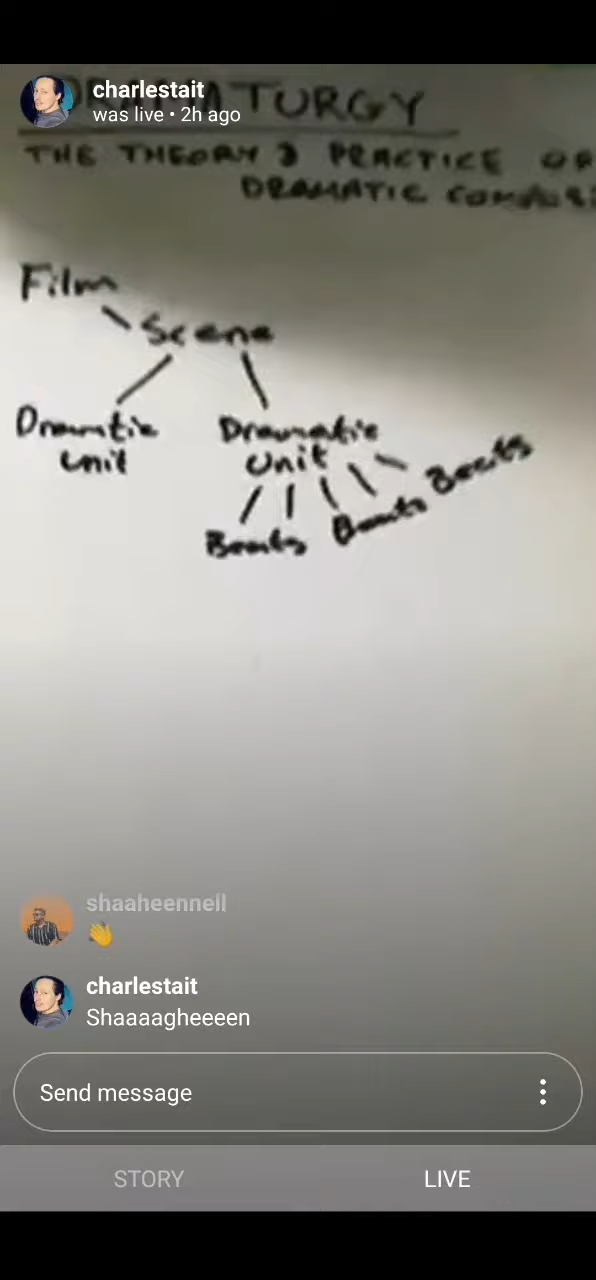 charlestait
was live • 2h ago
DRAMATURGY
THE THEORY & PRACTICE OF
DRAMATIC
Film
Scene
Dramatic
Unit
Dramatic
Unit
Beats
Beats
Beats
shaaheennell
👋
charlestait
Shaaaagheeeen
Send message
STORY
LIVE